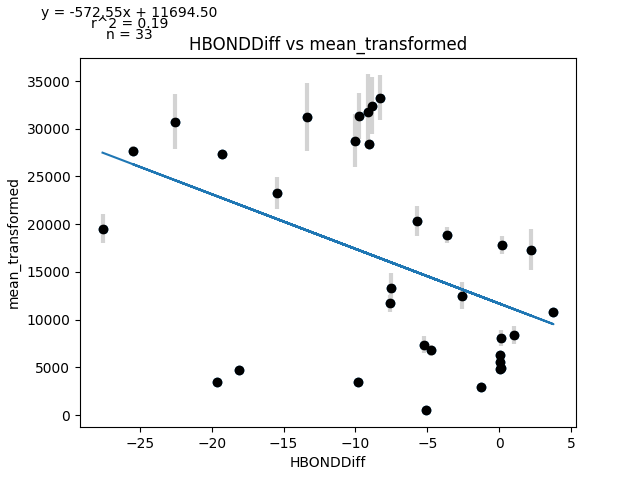 y = -572.55x + 11694.50
r^2 = 0.19
n = 33
HBONDDiff vs mean_transformed
35000
30000
25000
20000
15000
10000
5000
0
mean_transformed
−25 −20 −15 −10 −5 0 5
HBONDDiff